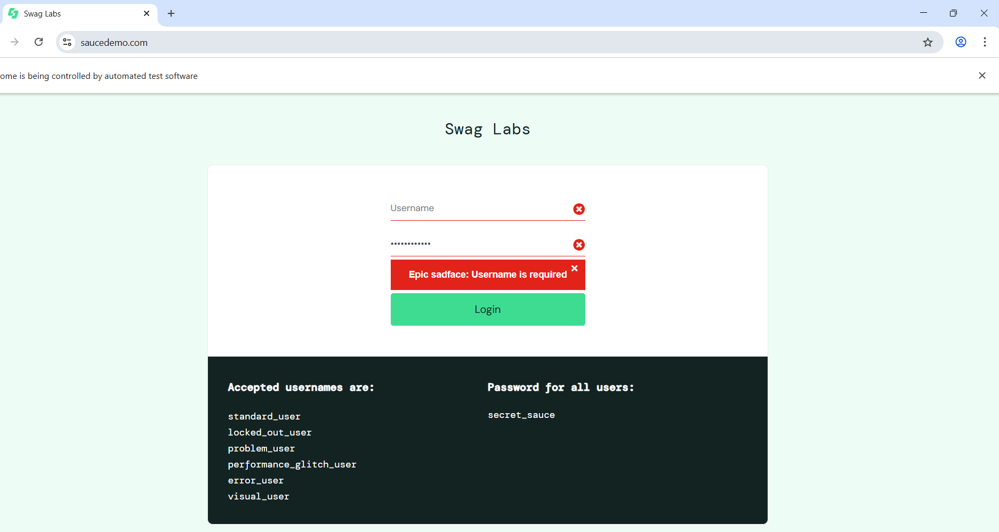 Swag Labs
saucedemo.com
ome is being controlled by automated test software
Swag Labs
Username
••••••••••••
Epic sadface: Username is required
Login
Accepted usernames are:
standard_user
locked_out_user
problem_user
performance_glitch_user
error_user
visual_user
Password for all users:
secret_sauce